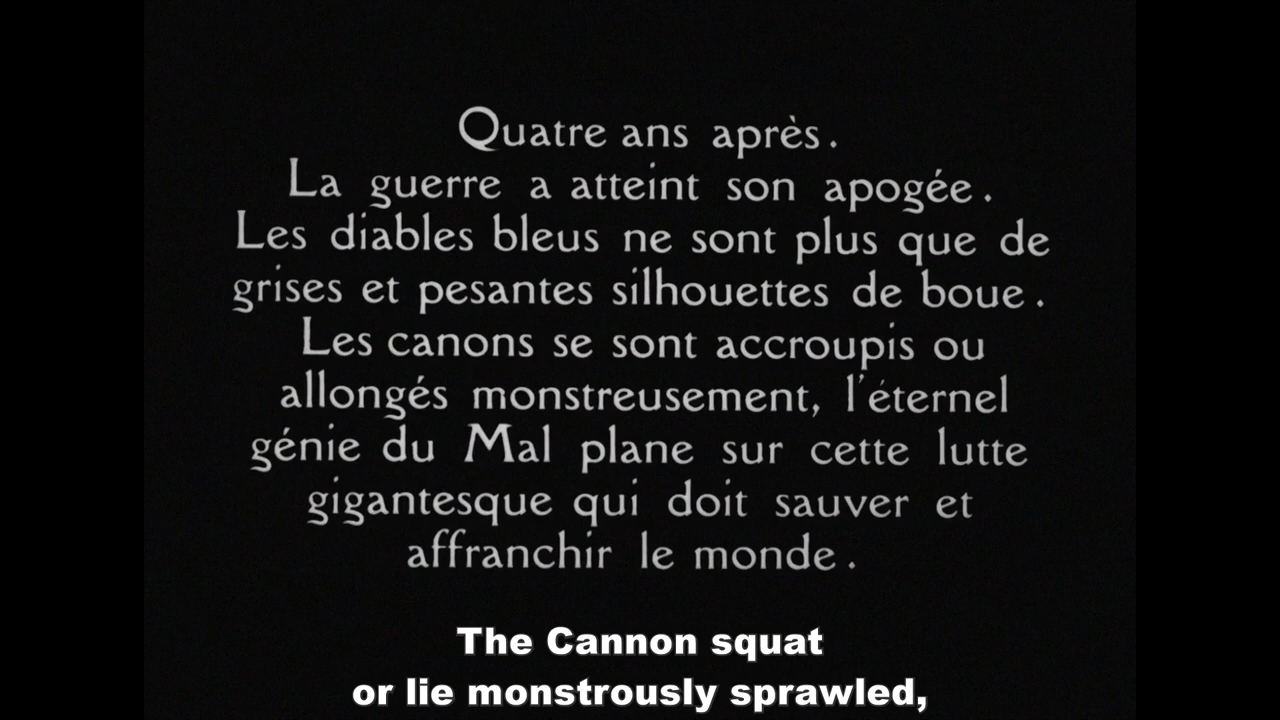 Quatre ans après.
La guerre a atteint son apogée.
Les diables bleus ne sont plus que de
grises et pesantes silhouettes de boue.
Les canons se sont accroupis ou
allongés monstreusement, l'éternel
génie du Mal plane sur cette lutte
gigantesque qui doit sauver et
affranchir le monde.
The Cannon squat
or lie monstrously sprawled,